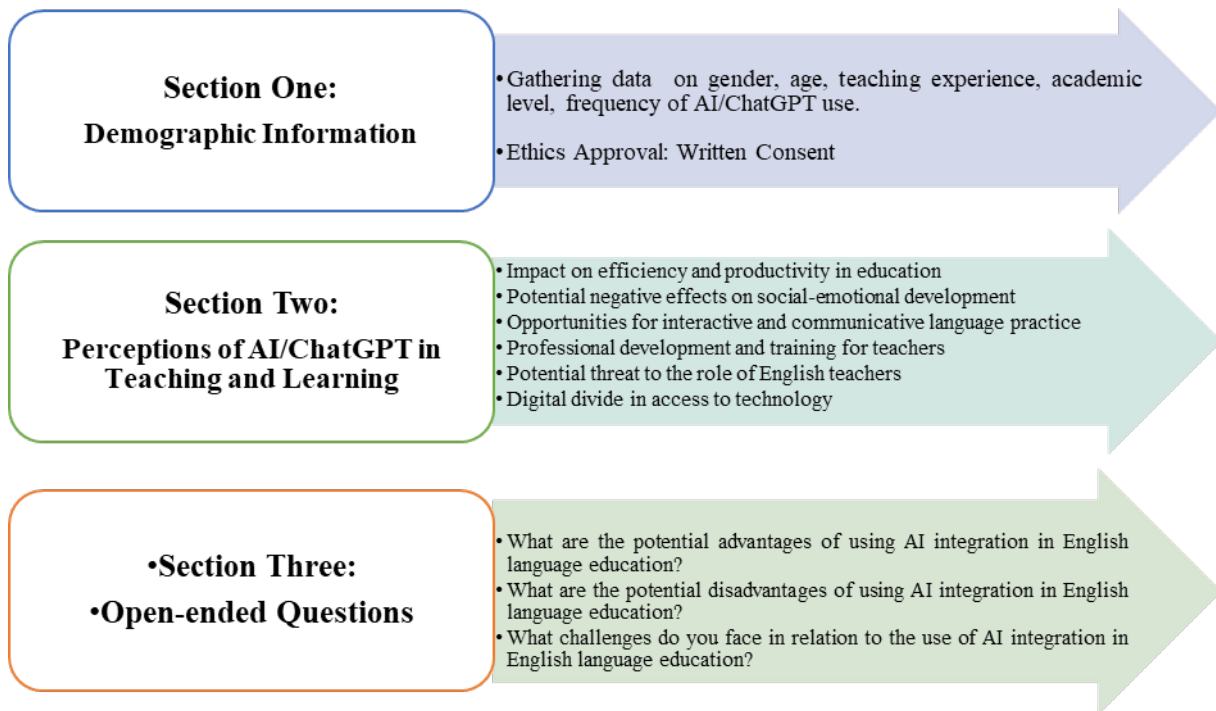 Section One:
Demographic Information
•Gathering data on gender, age, teaching experience, academic
level, frequency of AI/ChatGPT use.
•Ethics Approval: Written Consent
Section Two:
Perceptions of AI/ChatGPT in
Teaching and Learning
•Impact on efficiency and productivity in education
•Potential negative effects on social-emotional development
•Opportunities for interactive and communicative language practice
•Professional development and training for teachers
•Potential threat to the role of English teachers
•Digital divide in access to technology
•Section Three:
•Open-ended Questions
•What are the potential advantages of using AI integration in English
language education?
•What are the potential disadvantages of using AI integration in English
language education?
•What challenges do you face in relation to the use of AI integration in
English language education?